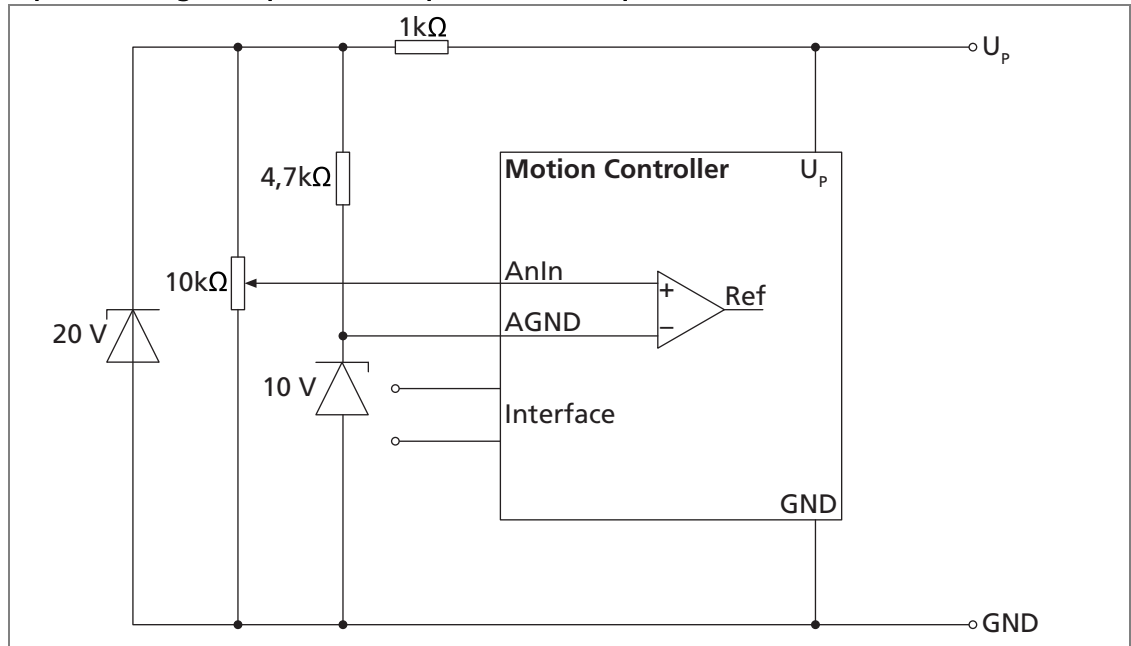 1kΩ
U_P
4,7kΩ
Motion Controller
U_P
10kΩ
AnIn
+
Ref
20 V
AGND
–
10 V
Interface
GND
GND